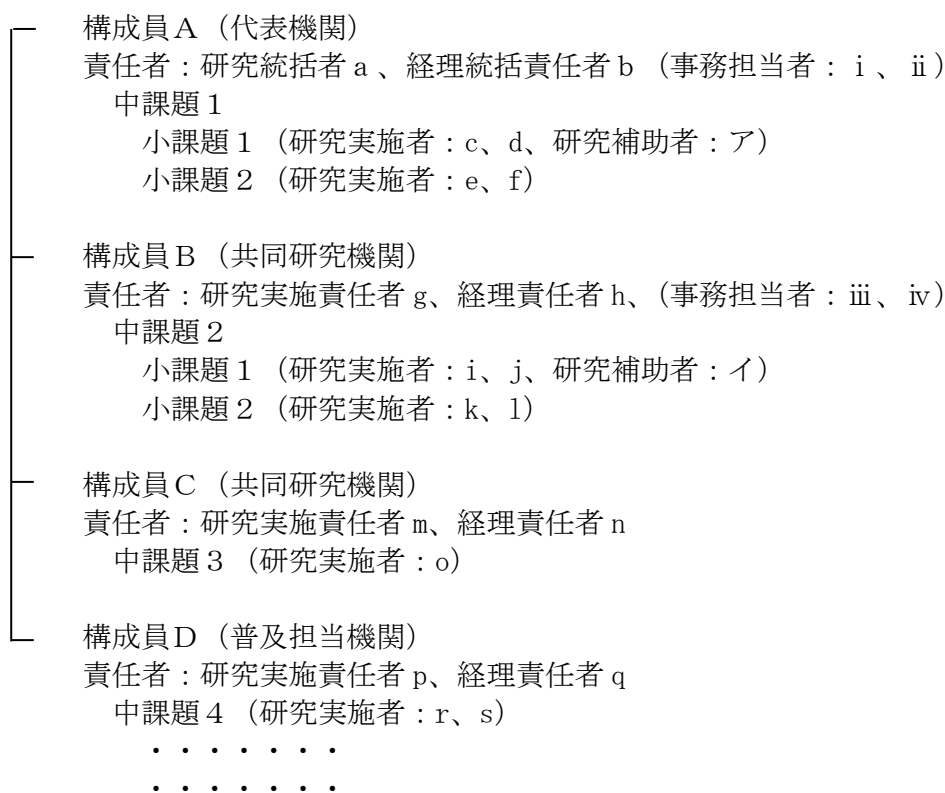 構成員Ａ（代表機関）
責任者：研究統括者a、経理統括責任者b（事務担当者：ⅰ、ⅱ）
中課題１
小課題１（研究実施者：c、d、研究補助者：ア）
小課題２（研究実施者：e、f）
構成員Ｂ（共同研究機関）
責任者：研究実施責任者g、経理責任者h、（事務担当者：ⅲ、ⅳ）
中課題２
小課題１（研究実施者：i、j、研究補助者：イ）
小課題２（研究実施者：k、l）
構成員Ｃ（共同研究機関）
責任者：研究実施責任者m、経理責任者n
中課題３（研究実施者：o）
構成員Ｄ（普及担当機関）
責任者：研究実施責任者p、経理責任者q
中課題４（研究実施者：r、s）
・・・・・・・
・・・・・・・